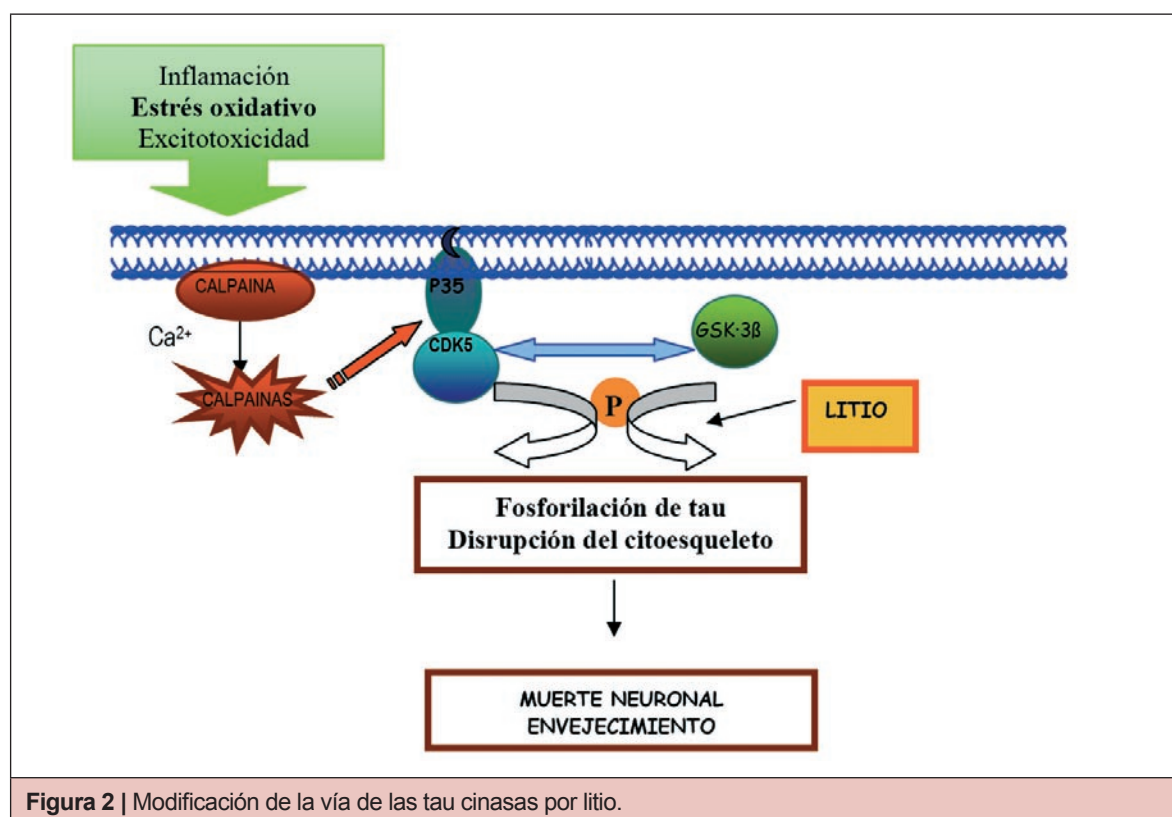 Inflamación
Estrés oxidativo
Excitotoxicidad
CALPAINA
P35
Ca²⁺
CDK5
GSK·3ß
CALPAINAS
P
LITIO
Fosforilación de tau
Disrupción del citoesqueleto
MUERTE NEURONAL
ENVEJECIMIENTO
Figura 2 | Modificación de la vía de las tau cinasas por litio.